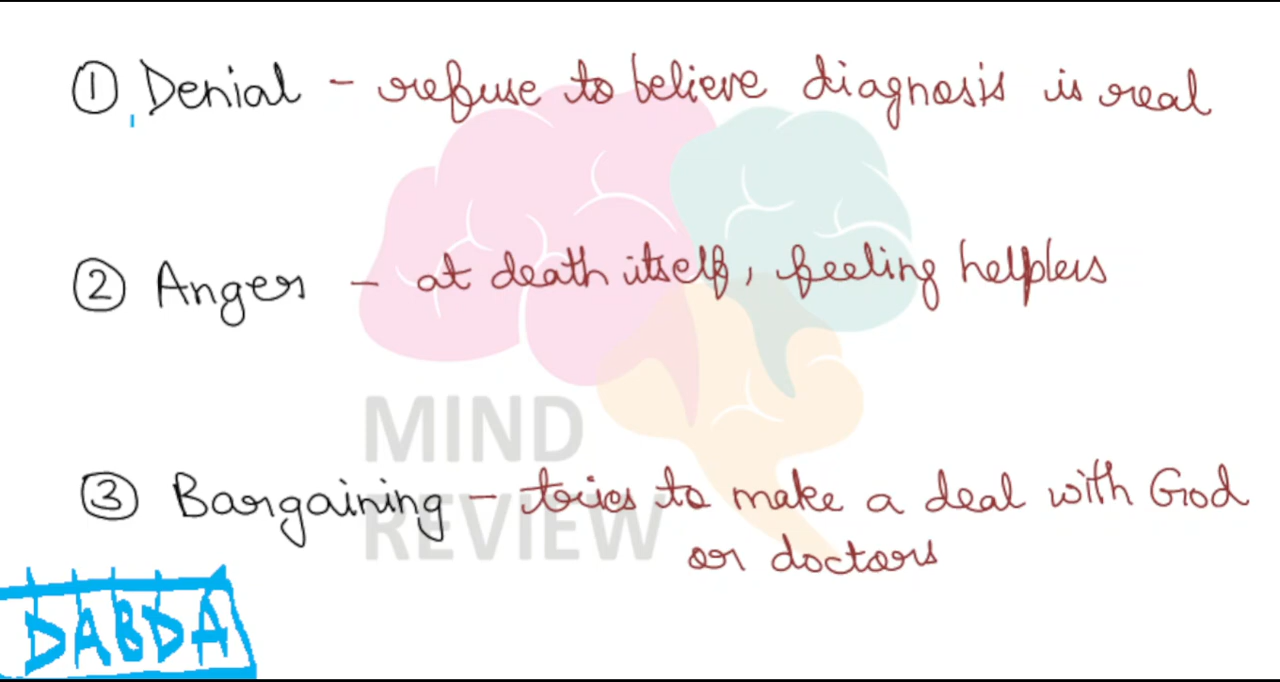 ① Denial - refuse to believe diagnosis is real
② Anger - at death itself, feeling helpless
③ Bargaining - tries to make a deal with God
or doctors
MIND
REVIEW
DABDA